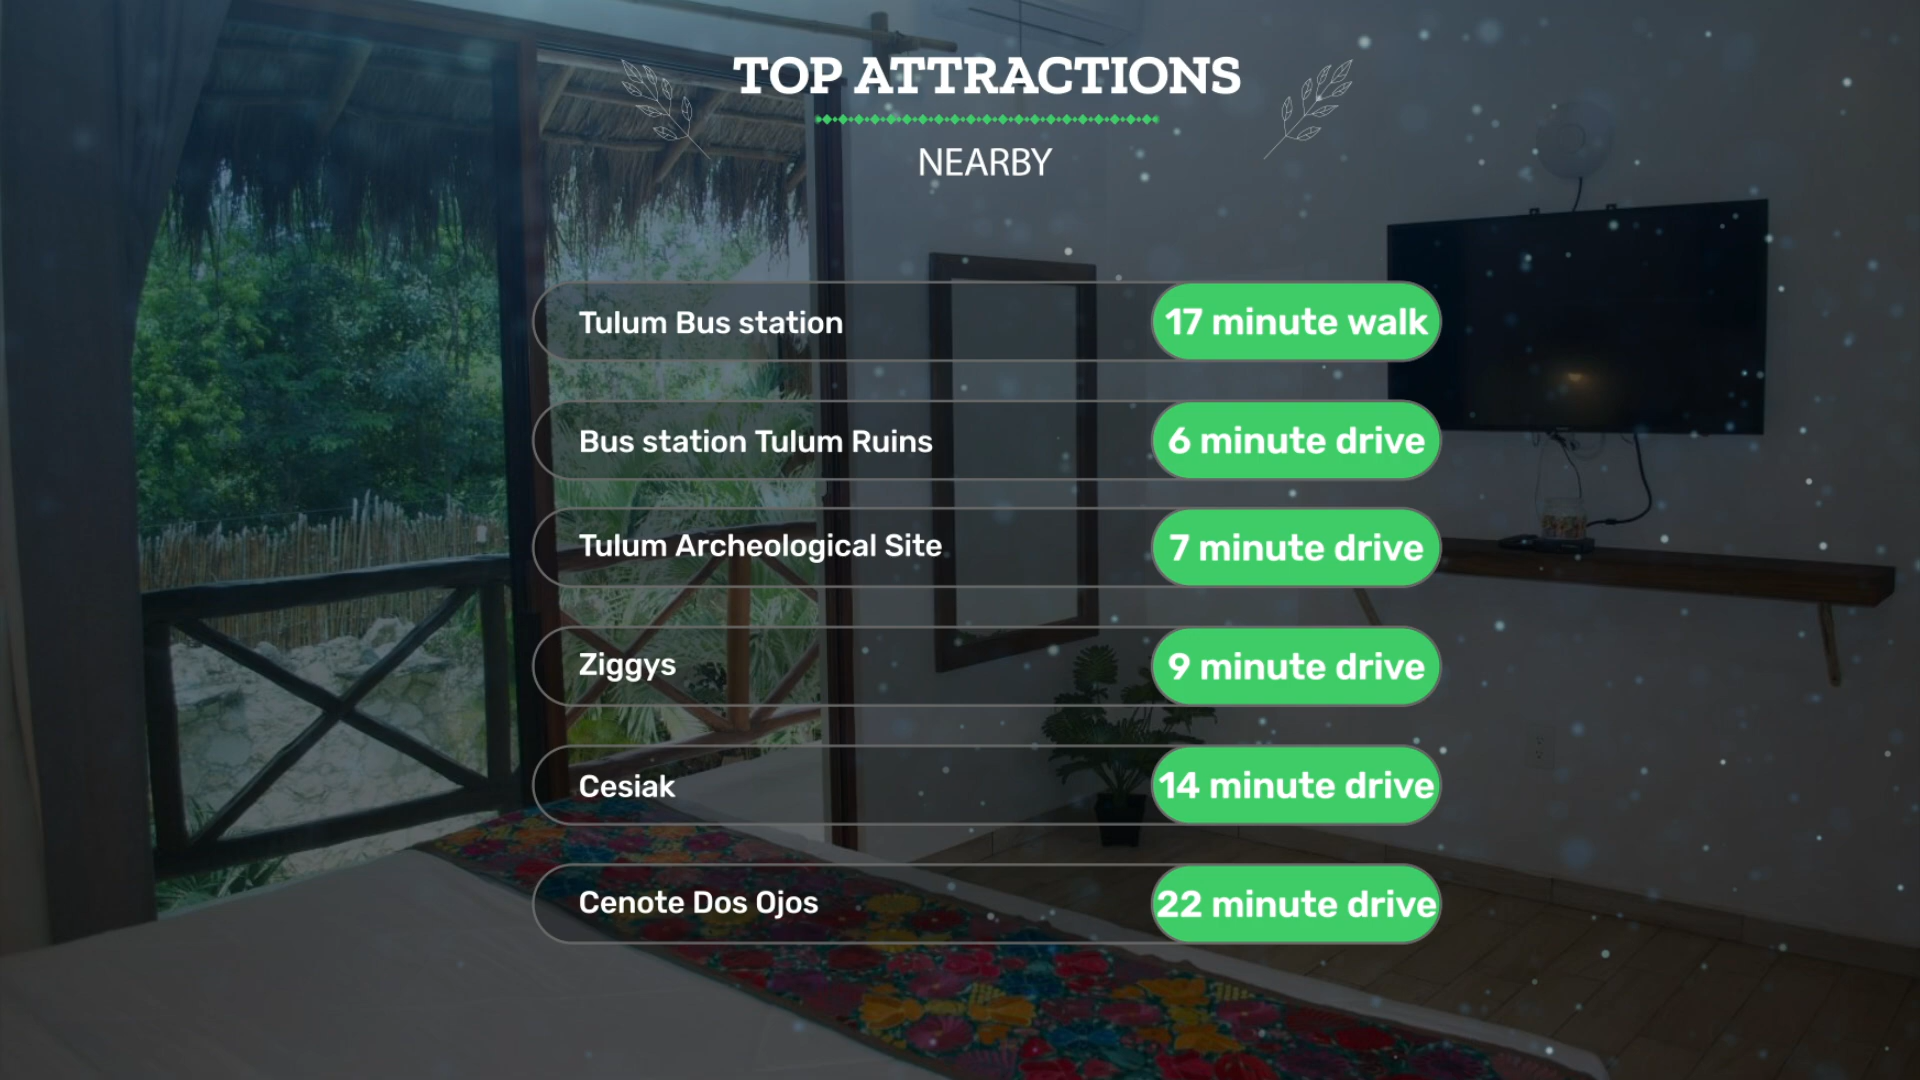 TOP ATTRACTIONS
NEARBY
Tulum Bus station 17 minute walk
Bus station Tulum Ruins 6 minute drive
Tulum Archeological Site 7 minute drive
Ziggys 9 minute drive
Cesiak 14 minute drive
Cenote Dos Ojos 22 minute drive